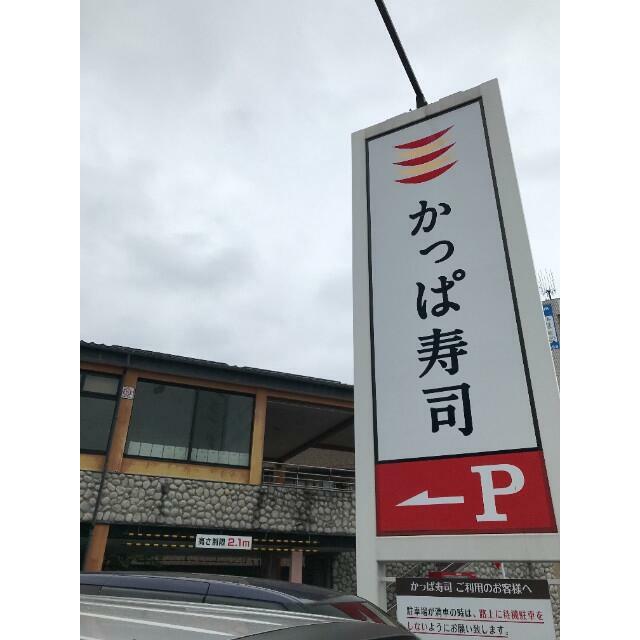 かっぱ寿司
P
高さ制限 2.1m
かっぱ寿司 ご利用のお客様へ
駐車場が満車の時は、路上に待機駐車を
しないようにお願い致します。